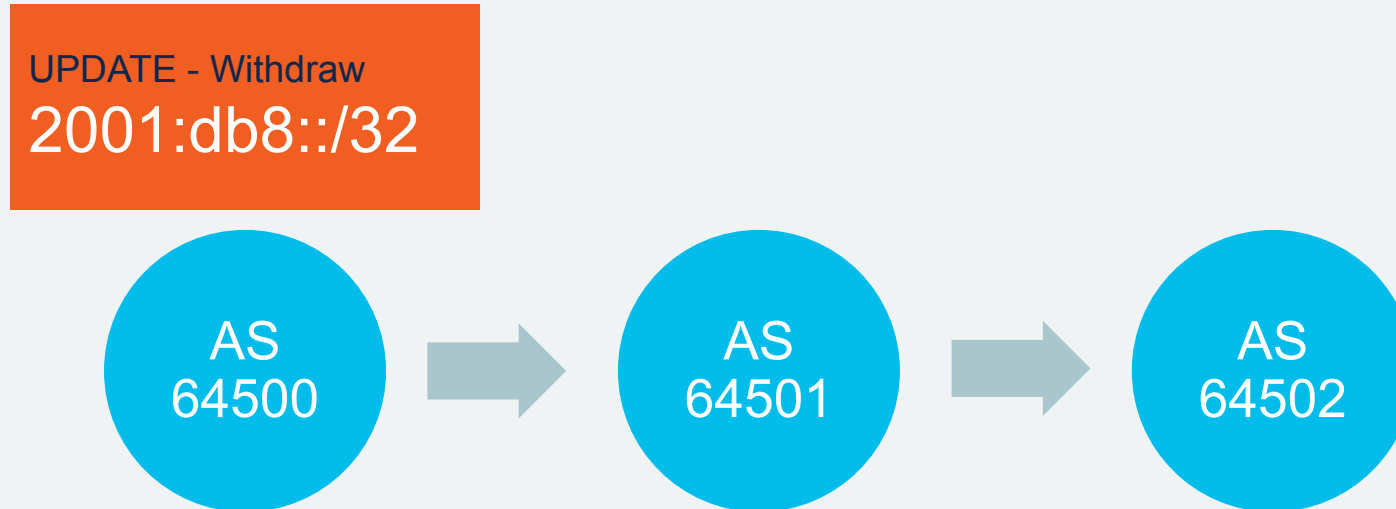 UPDATE - Withdraw
2001:db8::/32
AS
64500
AS
64501
AS
64502